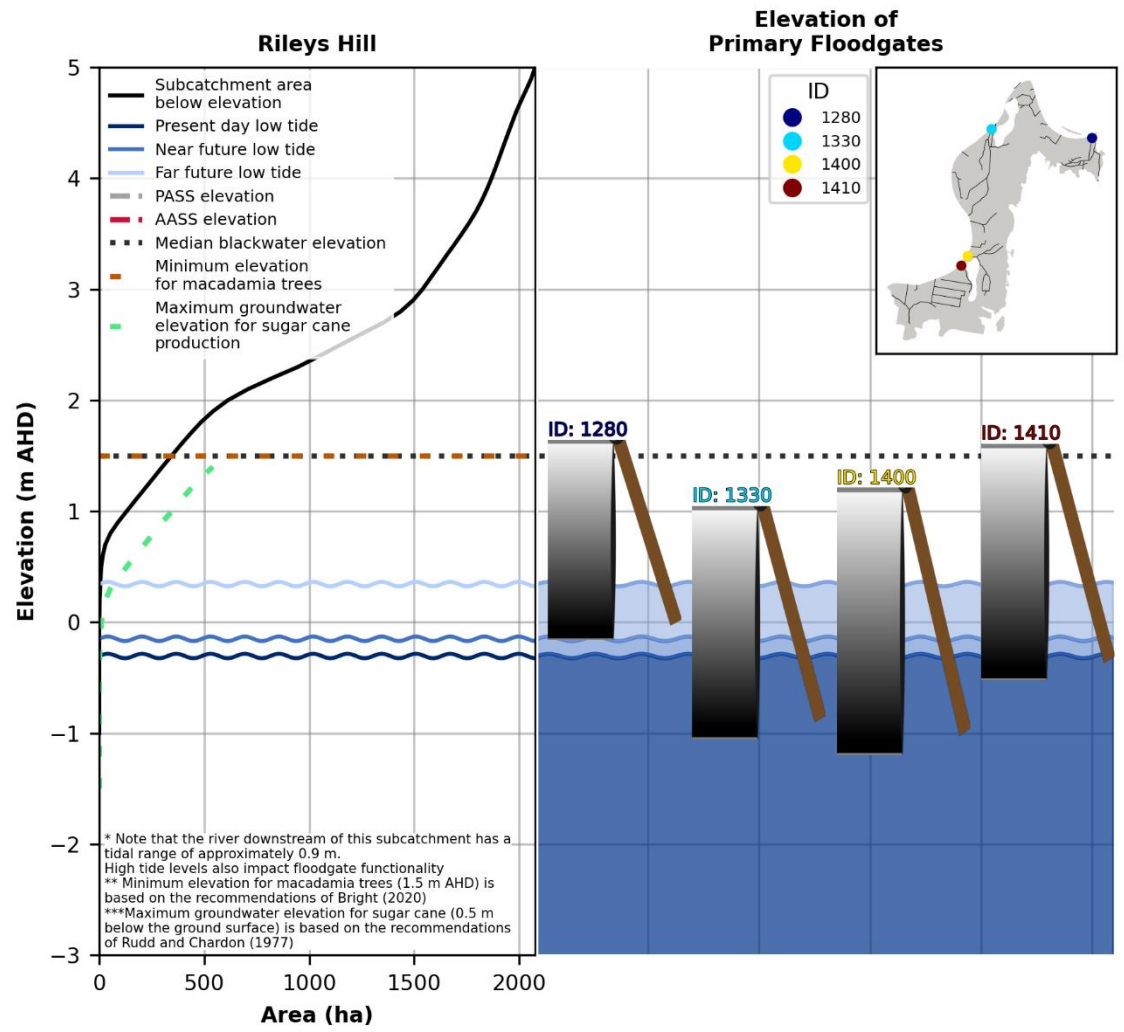 Rileys Hill
Elevation of
Primary Floodgates
Elevation (m AHD)
5
4
3
2
1
0
−1
−2
−3
Subcatchment area
below elevation
Present day low tide
Near future low tide
Far future low tide
PASS elevation
AASS elevation
Median blackwater elevation
Minimum elevation
for macadamia trees
Maximum groundwater
elevation for sugar cane
production
* Note that the river downstream of this subcatchment has a
tidal range of approximately 0.9 m.
High tide levels also impact floodgate functionality
** Minimum elevation for macadamia trees (1.5 m AHD) is
based on the recommendations of Bright (2020)
***Maximum groundwater elevation for sugar cane (0.5 m
below the ground surface) is based on the recommendations
of Rudd and Chardon (1977)
0
500
1000
1500
2000
Area (ha)
ID
1280
1330
1400
1410
ID: 1280
ID: 1330
ID: 1400
ID: 1410